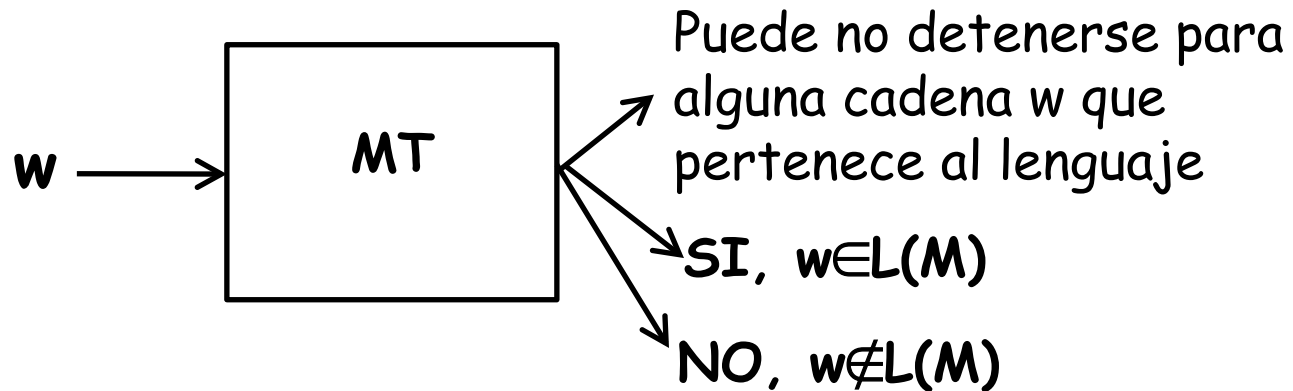 Puede no detenerse para
alguna cadena w que
pertenece al lenguaje
MT
w
SI, w∈L(M)
NO, w∉L(M)